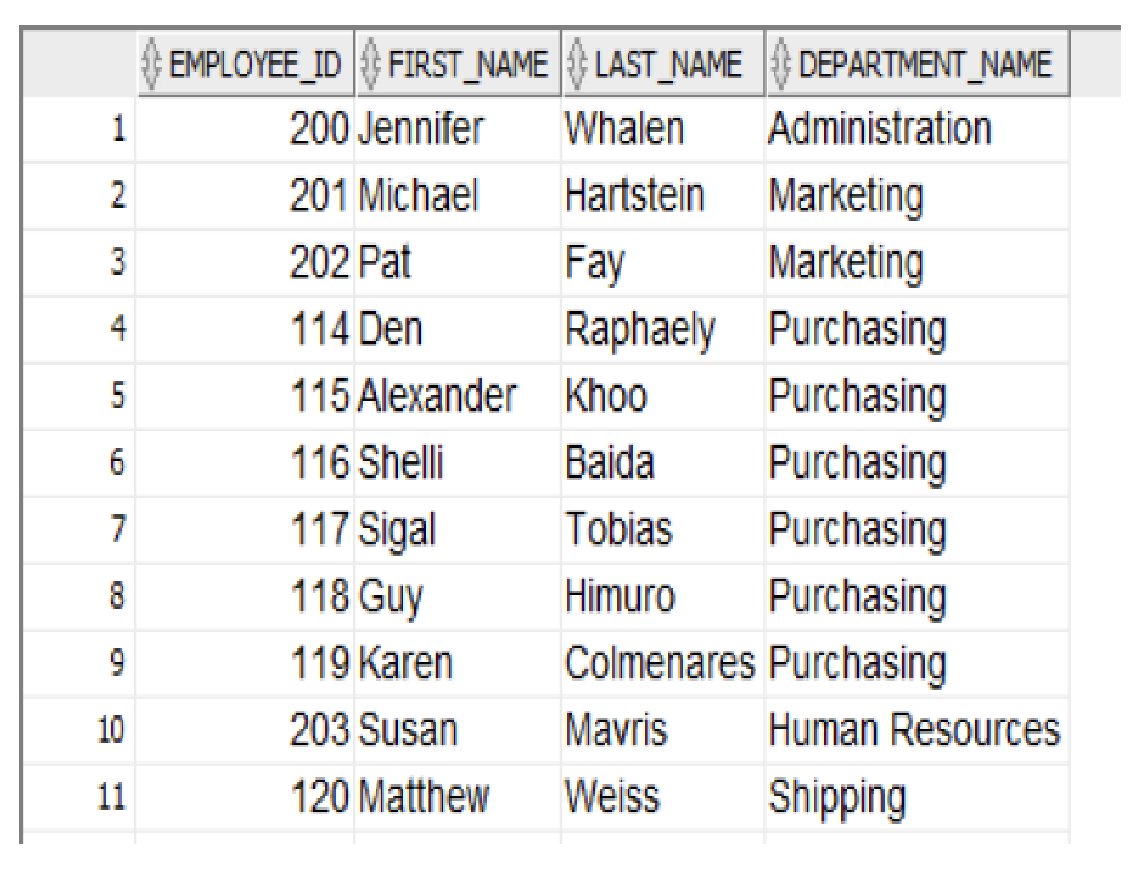 EMPLOYEE_ID FIRST_NAME LAST_NAME DEPARTMENT_NAME
1 200 Jennifer Whalen Administration
2 201 Michael Hartstein Marketing
3 202 Pat Fay Marketing
4 114 Den Raphaely Purchasing
5 115 Alexander Khoo Purchasing
6 116 Shelli Baida Purchasing
7 117 Sigal Tobias Purchasing
8 118 Guy Himuro Purchasing
9 119 Karen Colmenares Purchasing
10 203 Susan Mavris Human Resources
11 120 Matthew Weiss Shipping